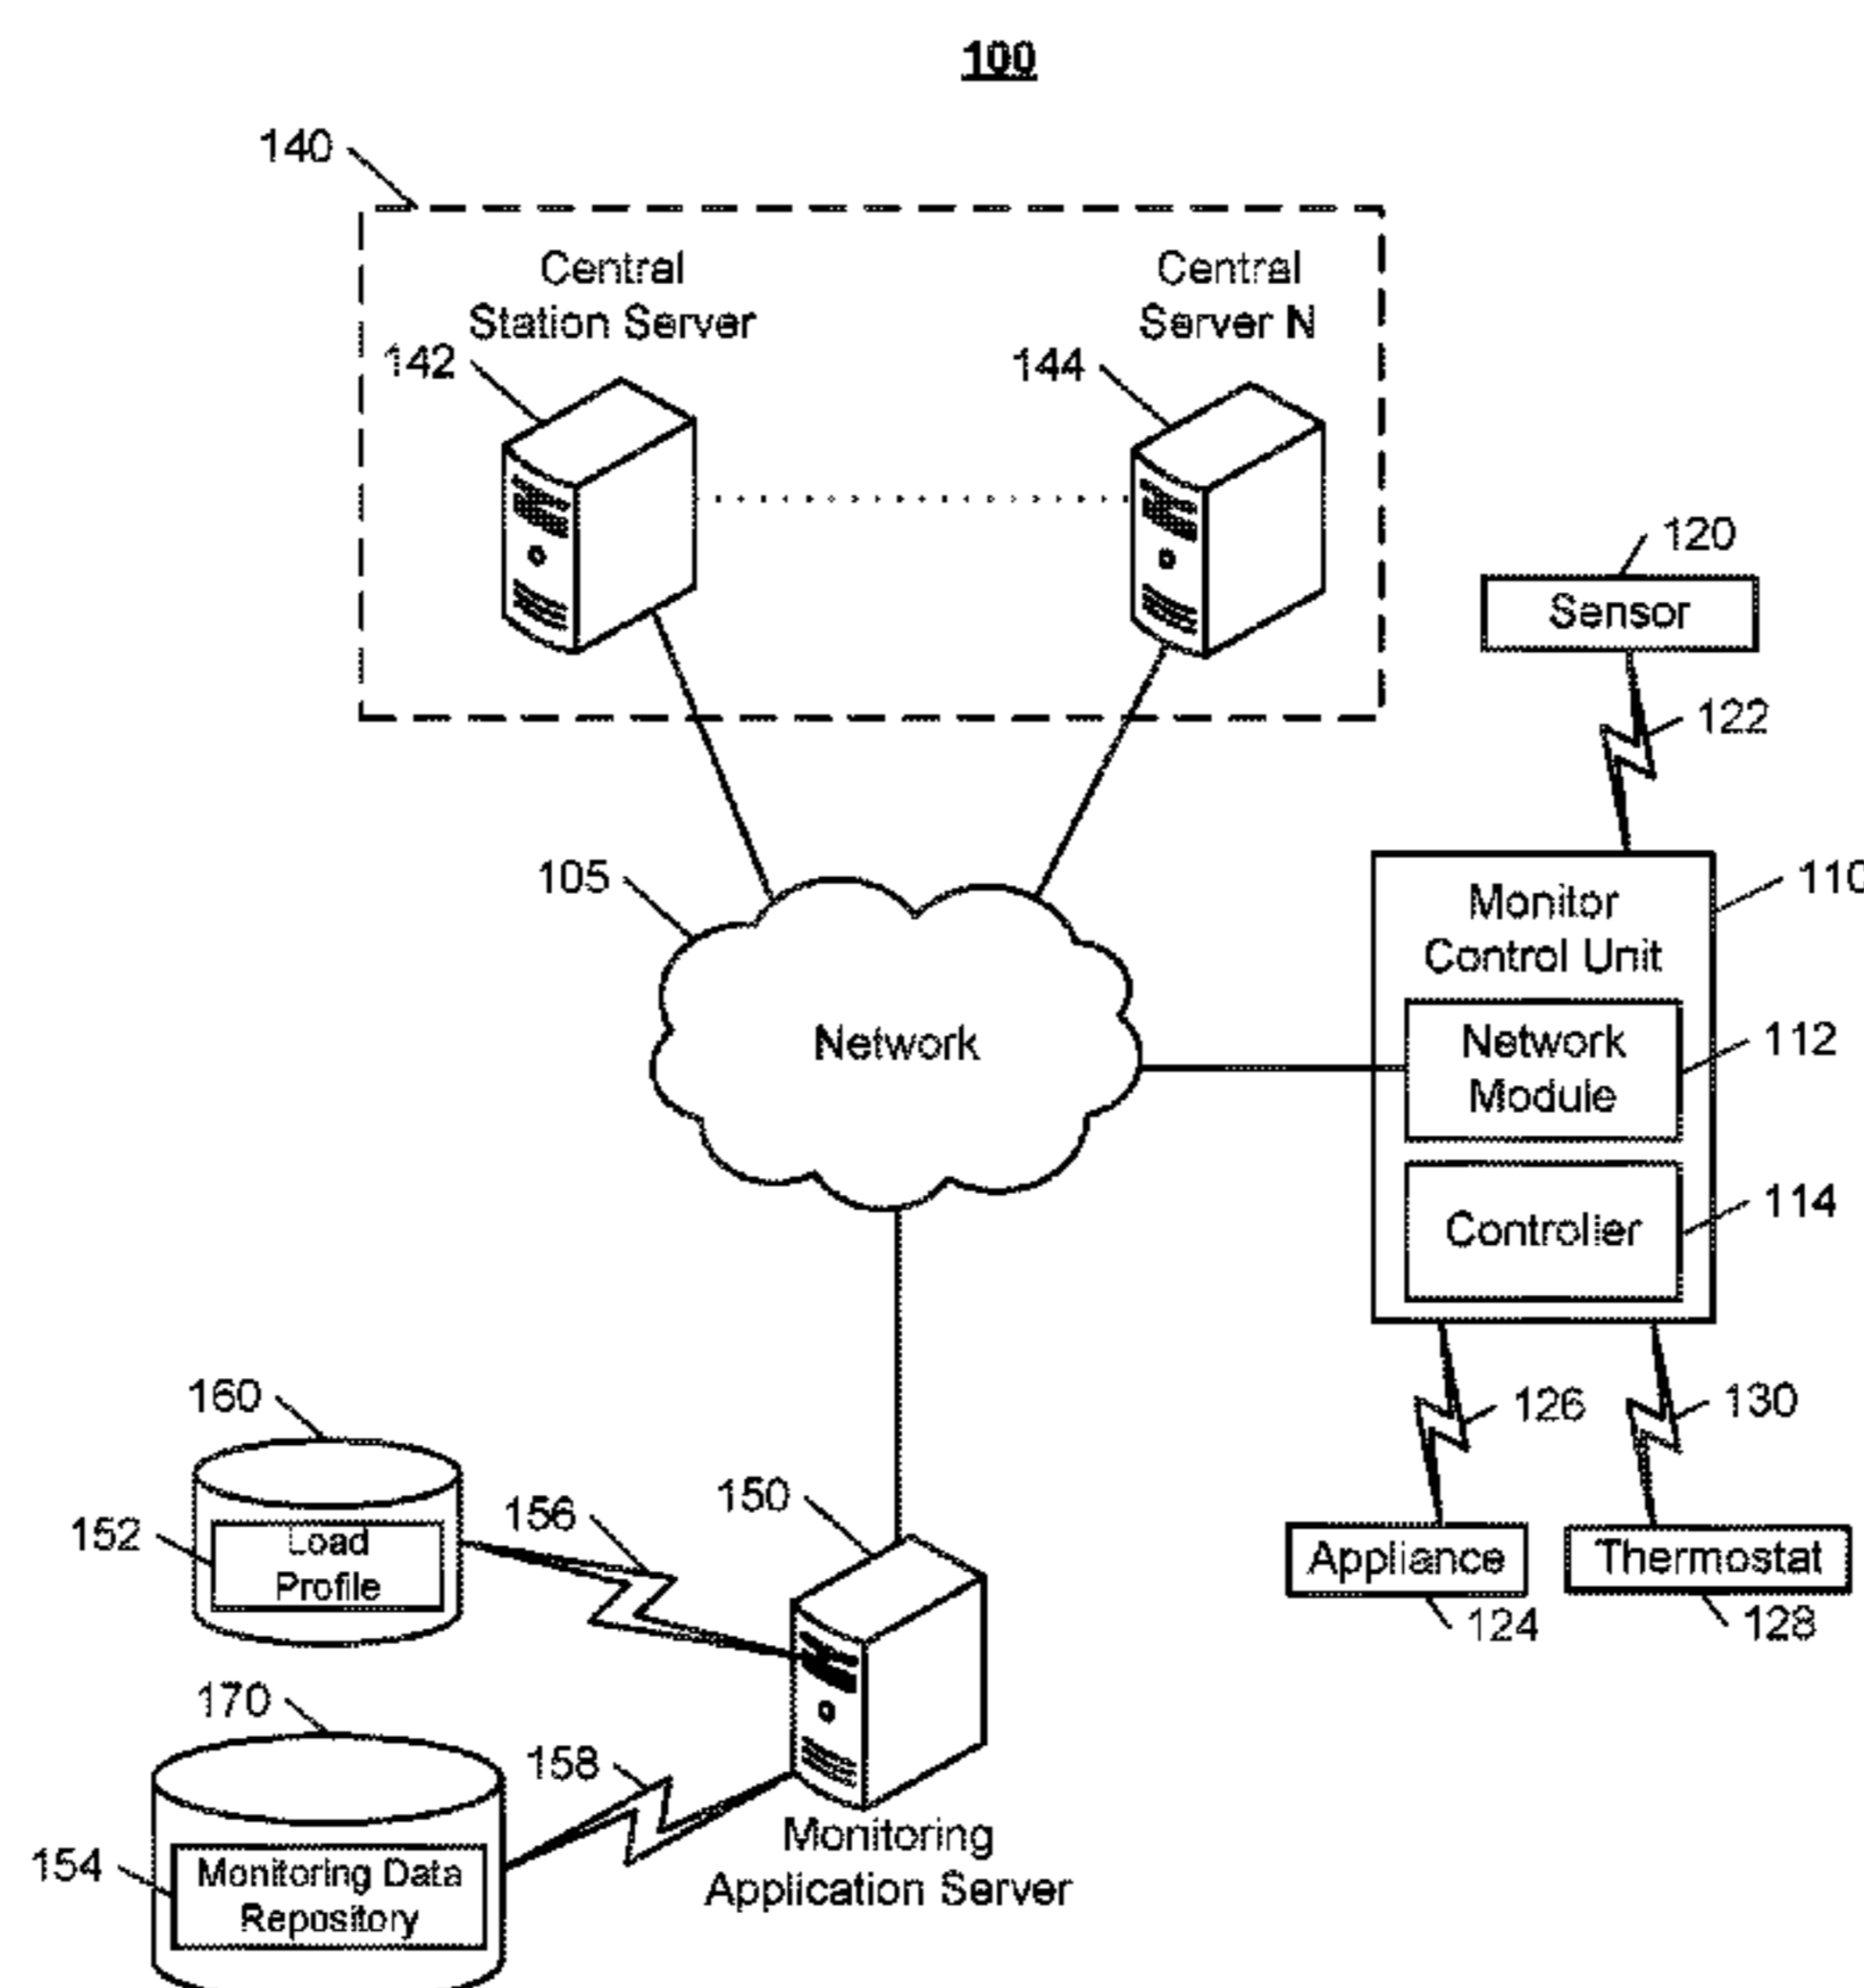 100
140
Central
Station Server
142
Central
Server N
144
120
Sensor
122
105
Network
110
Monitor
Control Unit
Network
Module
112
Controller
114
126
130
Appliance
124
Thermostat
128
160
152
Load
Profile
156
150
170
158
154
Monitoring Data
Repository
Monitoring
Application Server